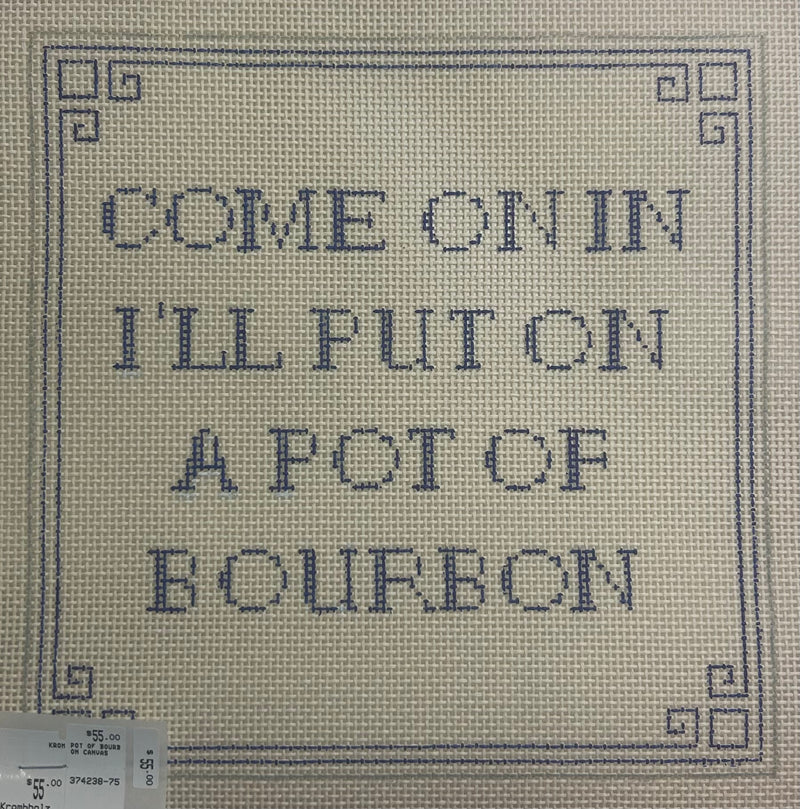 COME ON IN
I'LL PUT ON
A POT OF
BOURBON
$55.00
KROM POT OF BOURB
ON CANVAS
$55.00
$55.00
374238-75
Krombholz